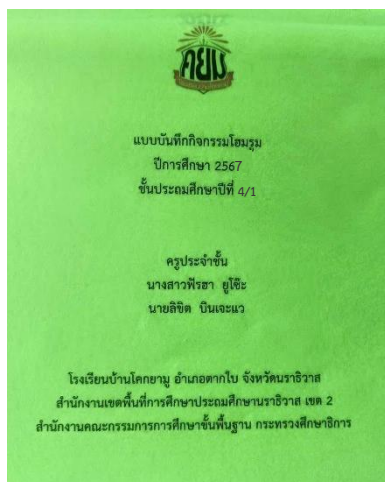 คยม
แบบบันทึกกิจกรรมโฮมรูม
ปีการศึกษา 2567
ชั้นประถมศึกษาปีที่ 4/1
ครูประจำชั้น
นางสาวฟิรฮา ยูโซ๊ะ
นายลิขิต บินเจะแว
โรงเรียนบ้านโคกยามู อำเภอตากใบ จังหวัดนราธิวาส
สำนักงานเขตพื้นที่การศึกษาประถมศึกษานราธิวาส เขต 2
สำนักงานคณะกรรมการการศึกษาขั้นพื้นฐาน กระทรวงศึกษาธิการ